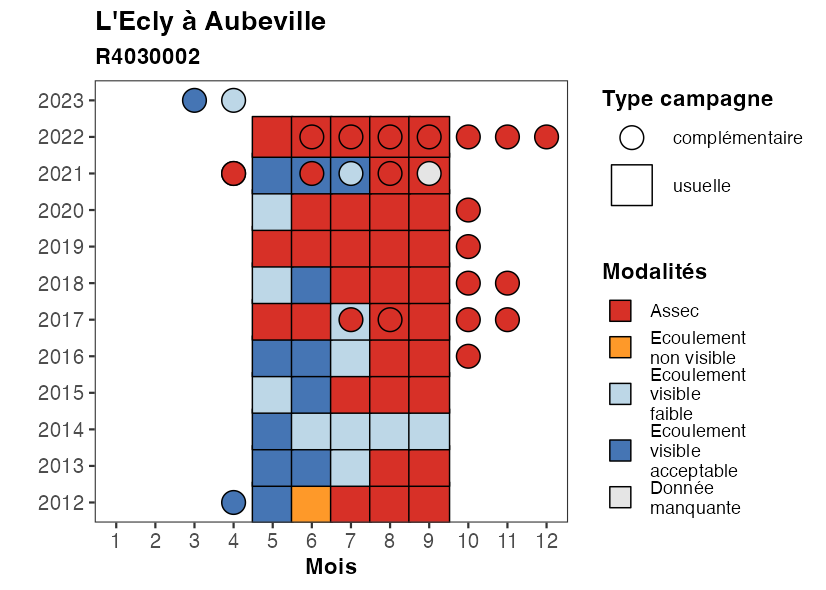 L'Ecly à Aubeville
R4030002
2023
2022
2021
2020
2019
2018
2017
2016
2015
2014
2013
2012
1 2 3 4 5 6 7 8 9 10 11 12
Mois
Type campagne
complémentaire
usuelle
Modalités
Assec
Ecoulement
non visible
Ecoulement
visible
faible
Ecoulement
visible
acceptable
Donnée
manquante